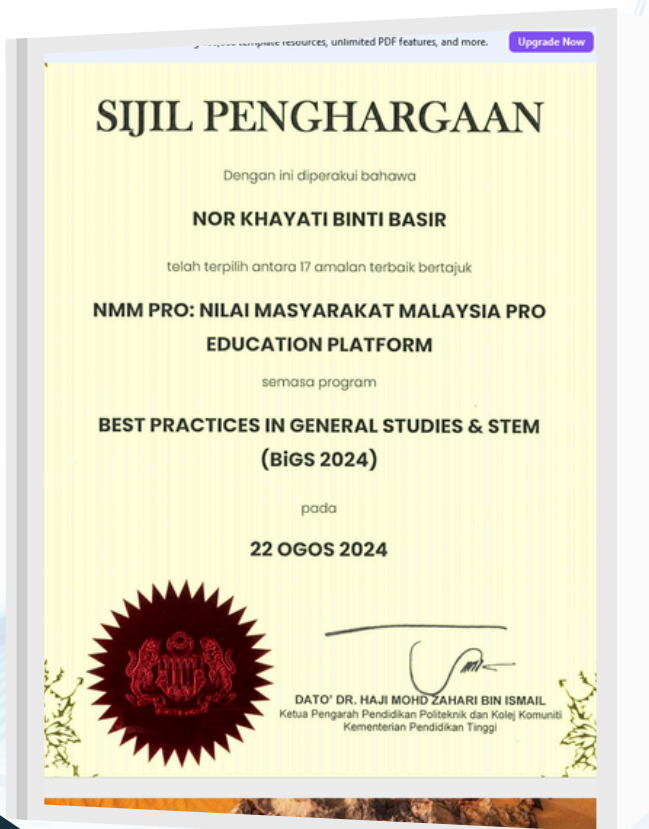 template resources, unlimited PDF features, and more. Upgrade Now
SIJIL PENGHARGAAN
Dengan ini diperakui bahawa
NOR KHAYATI BINTI BASIR
telah terpilih antara 17 amalan terbaik bertajuk
NMM PRO: NILAI MASYARAKAT MALAYSIA PRO
EDUCATION PLATFORM
semasa program
BEST PRACTICES IN GENERAL STUDIES & STEM
(BiGS 2024)
pada
22 OGOS 2024
DATO' DR. HAJI MOHD ZAHARI BIN ISMAIL
Ketua Pengarah Pendidikan Politeknik dan Kolej Komuniti
Kementerian Pendidikan Tinggi